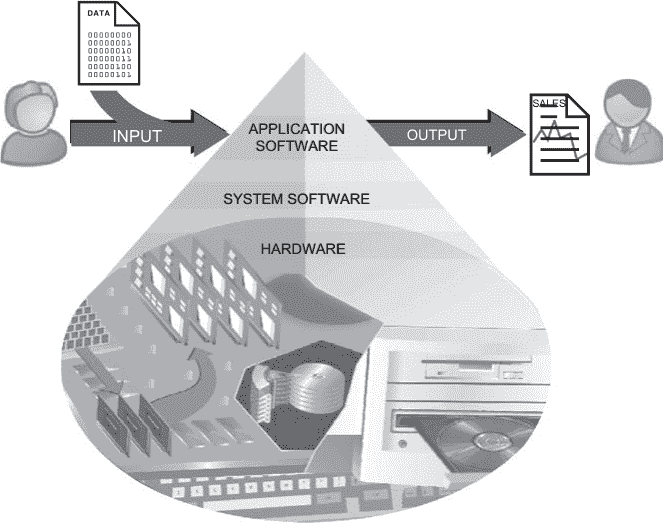 DATA
00000000
00000001
00000010
00000011
00000100
00000101
INPUT
APPLICATION
SOFTWARE
OUTPUT
SALES
SYSTEM SOFTWARE
HARDWARE